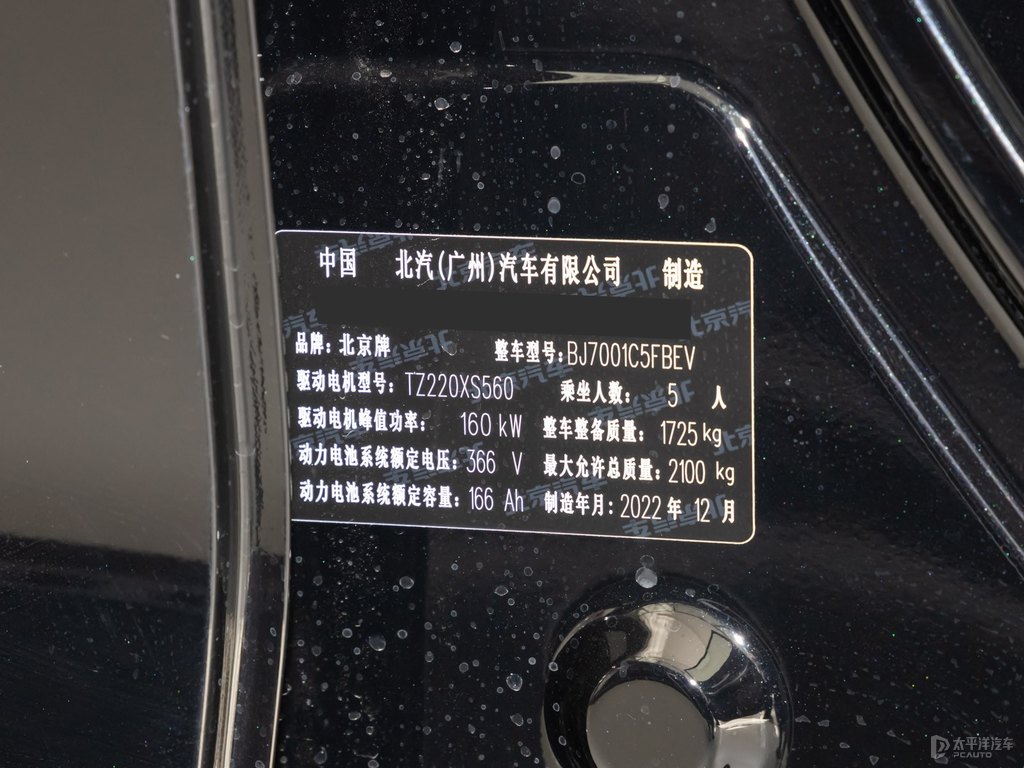 中国 北汽(广州)汽车有限公司 制造
品牌: 北京牌 整车型号: BJ7001C5FBEV
驱动电机型号: TZ220XS560 乘坐人数: 5 人
驱动电机峰值功率: 160 kW 整车整备质量: 1725 kg
动力电池系统额定电压: 366 V 最大允许总质量: 2100 kg
动力电池系统额定容量: 166 Ah 制造年月: 2022 年 12 月
太平洋汽车
PCAUTO